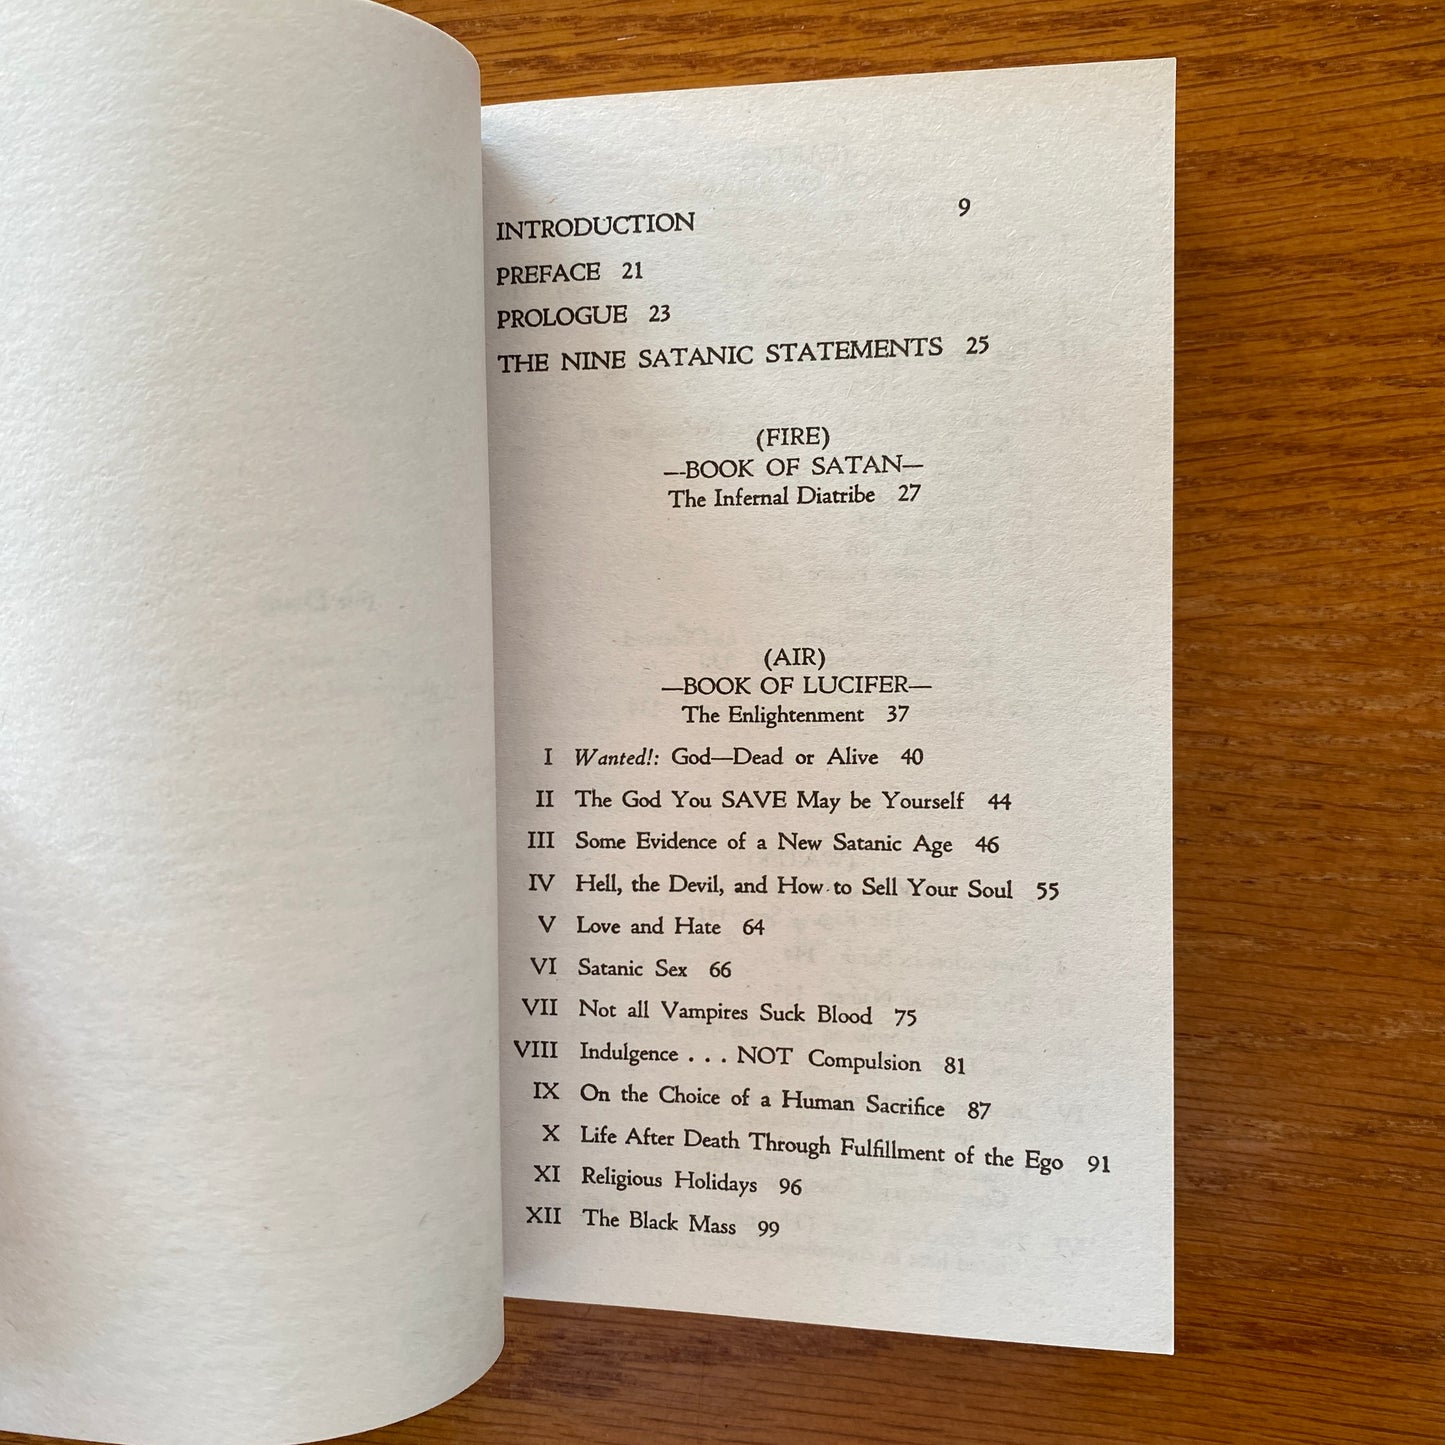 INTRODUCTION 9
PREFACE 21
PROLOGUE 23
THE NINE SATANIC STATEMENTS 25
(FIRE)
—BOOK OF SATAN—
The Infernal Diatribe 27
(AIR)
—BOOK OF LUCIFER—
The Enlightenment 37
I Wanted!: God—Dead or Alive 40
II The God You SAVE May be Yourself 44
III Some Evidence of a New Satanic Age 46
IV Hell, the Devil, and How to Sell Your Soul 55
V Love and Hate 64
VI Satanic Sex 66
VII Not all Vampires Suck Blood 75
VIII Indulgence . . . NOT Compulsion 81
IX On the Choice of a Human Sacrifice 87
X Life After Death Through Fulfillment of the Ego 91
XI Religious Holidays 96
XII The Black Mass 99